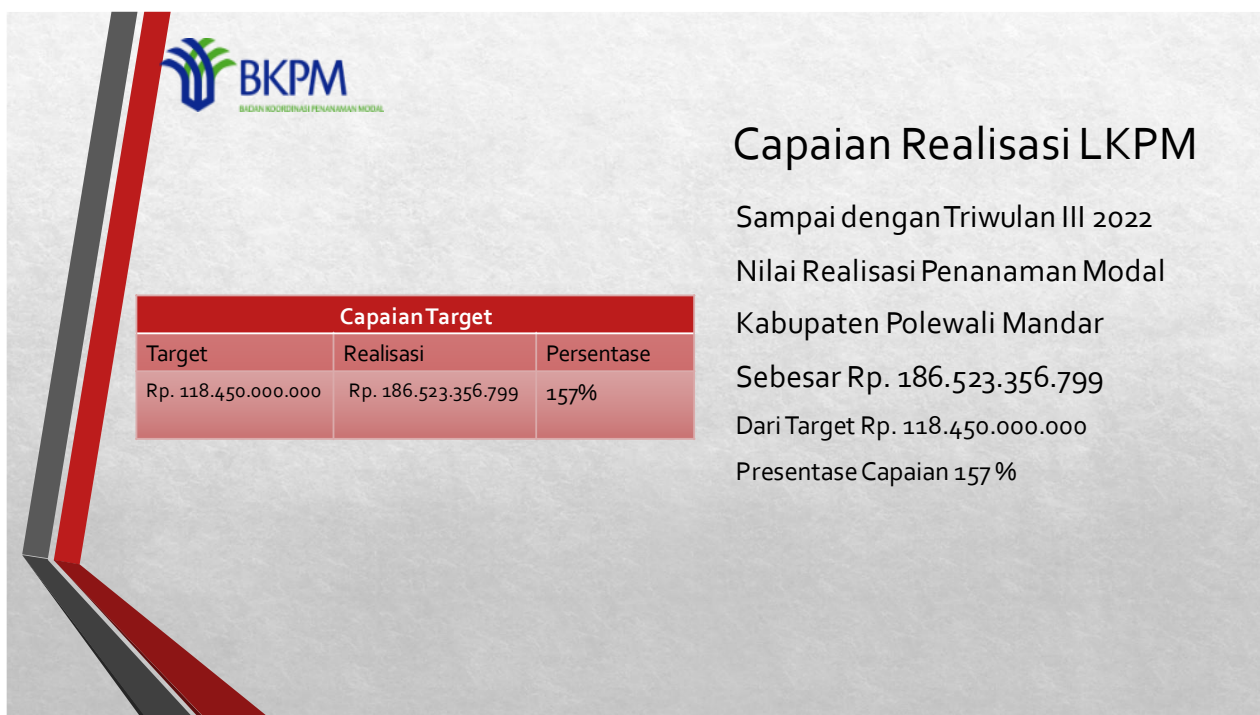 BKPM
BADAN KOORDINASI PENANAMAN MODAL
Capaian Realisasi LKPM
Sampai dengan Triwulan III 2022
Nilai Realisasi Penanaman Modal
Kabupaten Polewali Mandar
Sebesar Rp. 186.523.356.799
Dari Target Rp. 118.450.000.000
Presentase Capaian 157 %
Capaian Target
Target Realisasi Persentase
Rp. 118.450.000.000 Rp. 186.523.356.799 157%